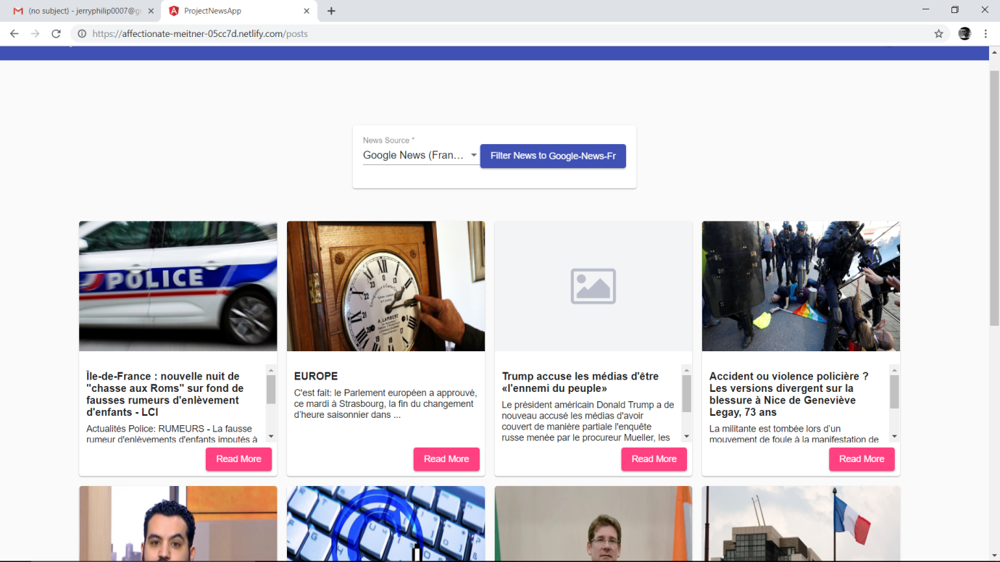 (no subject) - jerryphilip0007@g
ProjectNewsApp
https://affectionate-meitner-05cc7d.netlify.com/posts
News Source *
Google News (Fran...
Filter News to Google-News-Fr
POLICE
A. LAMBERT
Île-de-France : nouvelle nuit de
"chasse aux Roms" sur fond de
fausses rumeurs d'enlèvement
d'enfants - LCI
Actualités Police: RUMEURS - La fausse
rumeur d'enlèvements d'enfants imputés à
Read More
EUROPE
C'est fait: le Parlement européen a approuvé,
ce mardi à Strasbourg, la fin du changement
d'heure saisonnier dans ...
Read More
Trump accuse les médias d'être
«l'ennemi du peuple»
Le président américain Donald Trump a de
nouveau accusé les médias d'avoir
couvert de manière partiale l'enquête
russe menée par le procureur Mueller, les
Read More
Accident ou violence policière ?
Les versions divergent sur la
blessure à Nice de Geneviève
Legay, 73 ans
La militante est tombée lors d'un
mouvement de foule à la manifestation de
Read More